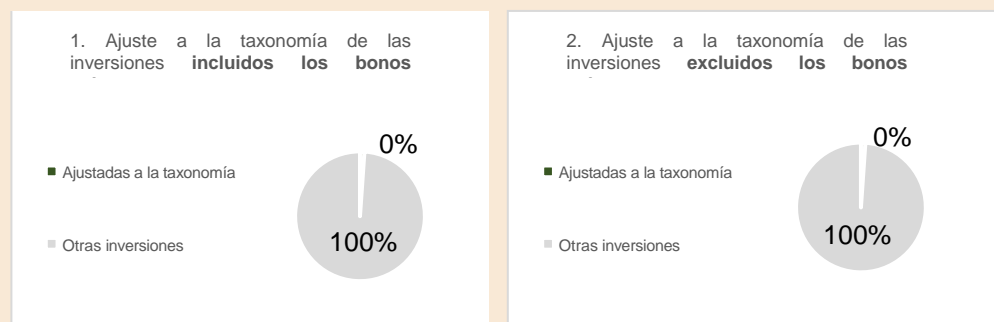 1. Ajuste a la taxonomía de las
inversiones incluidos los bonos
0%
Ajustadas a la taxonomía
Otras inversiones
100%
2. Ajuste a la taxonomía de las
inversiones excluidos los bonos
0%
Ajustadas a la taxonomía
Otras inversiones
100%